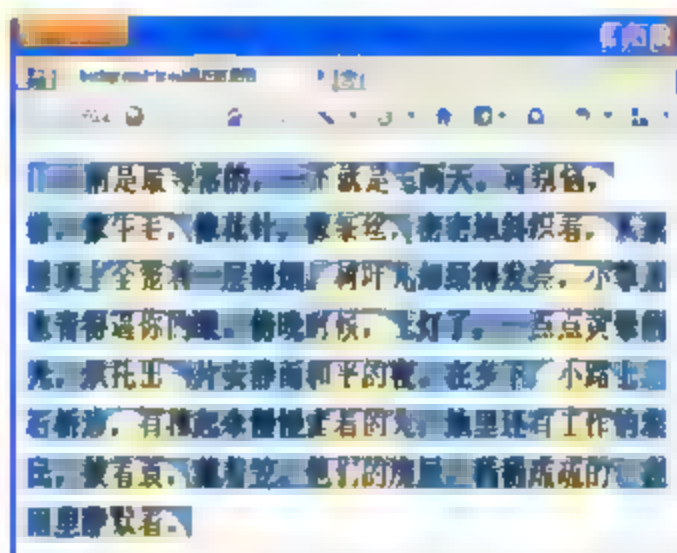 是最寻常的，一下就是三两天。可别恼，
，像牛毛，像花针，像细丝，密密地斜织着，
屋顶上全笼着一层薄烟。树叶儿却绿得发亮，小草儿
也青得逼你的眼。傍晚时候，上灯了，一点点黄晕的
光，烘托出一片安静而和平的夜。在乡下，小路上，
石桥边，有撑起伞慢慢走着的人，地里还有工作的农
民，披着蓑，戴着笠。他们的房屋，稀稀疏疏的，
里静默着。